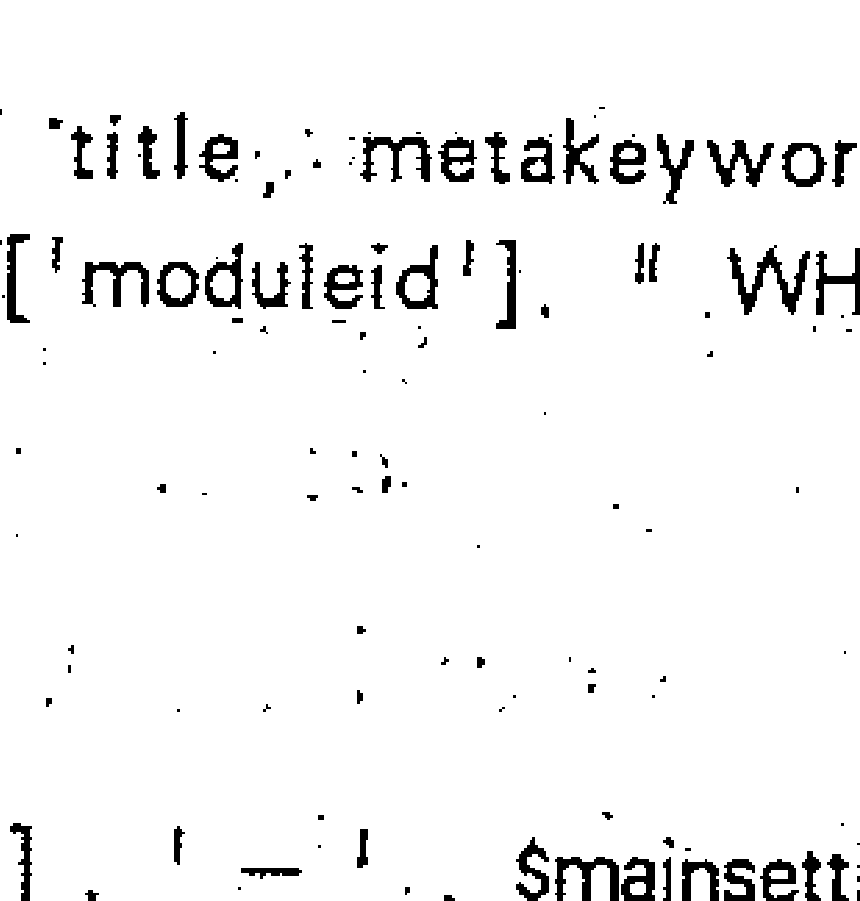 title, metakeywor
['moduleid']. " WH
] . ' – ' . $mainsett